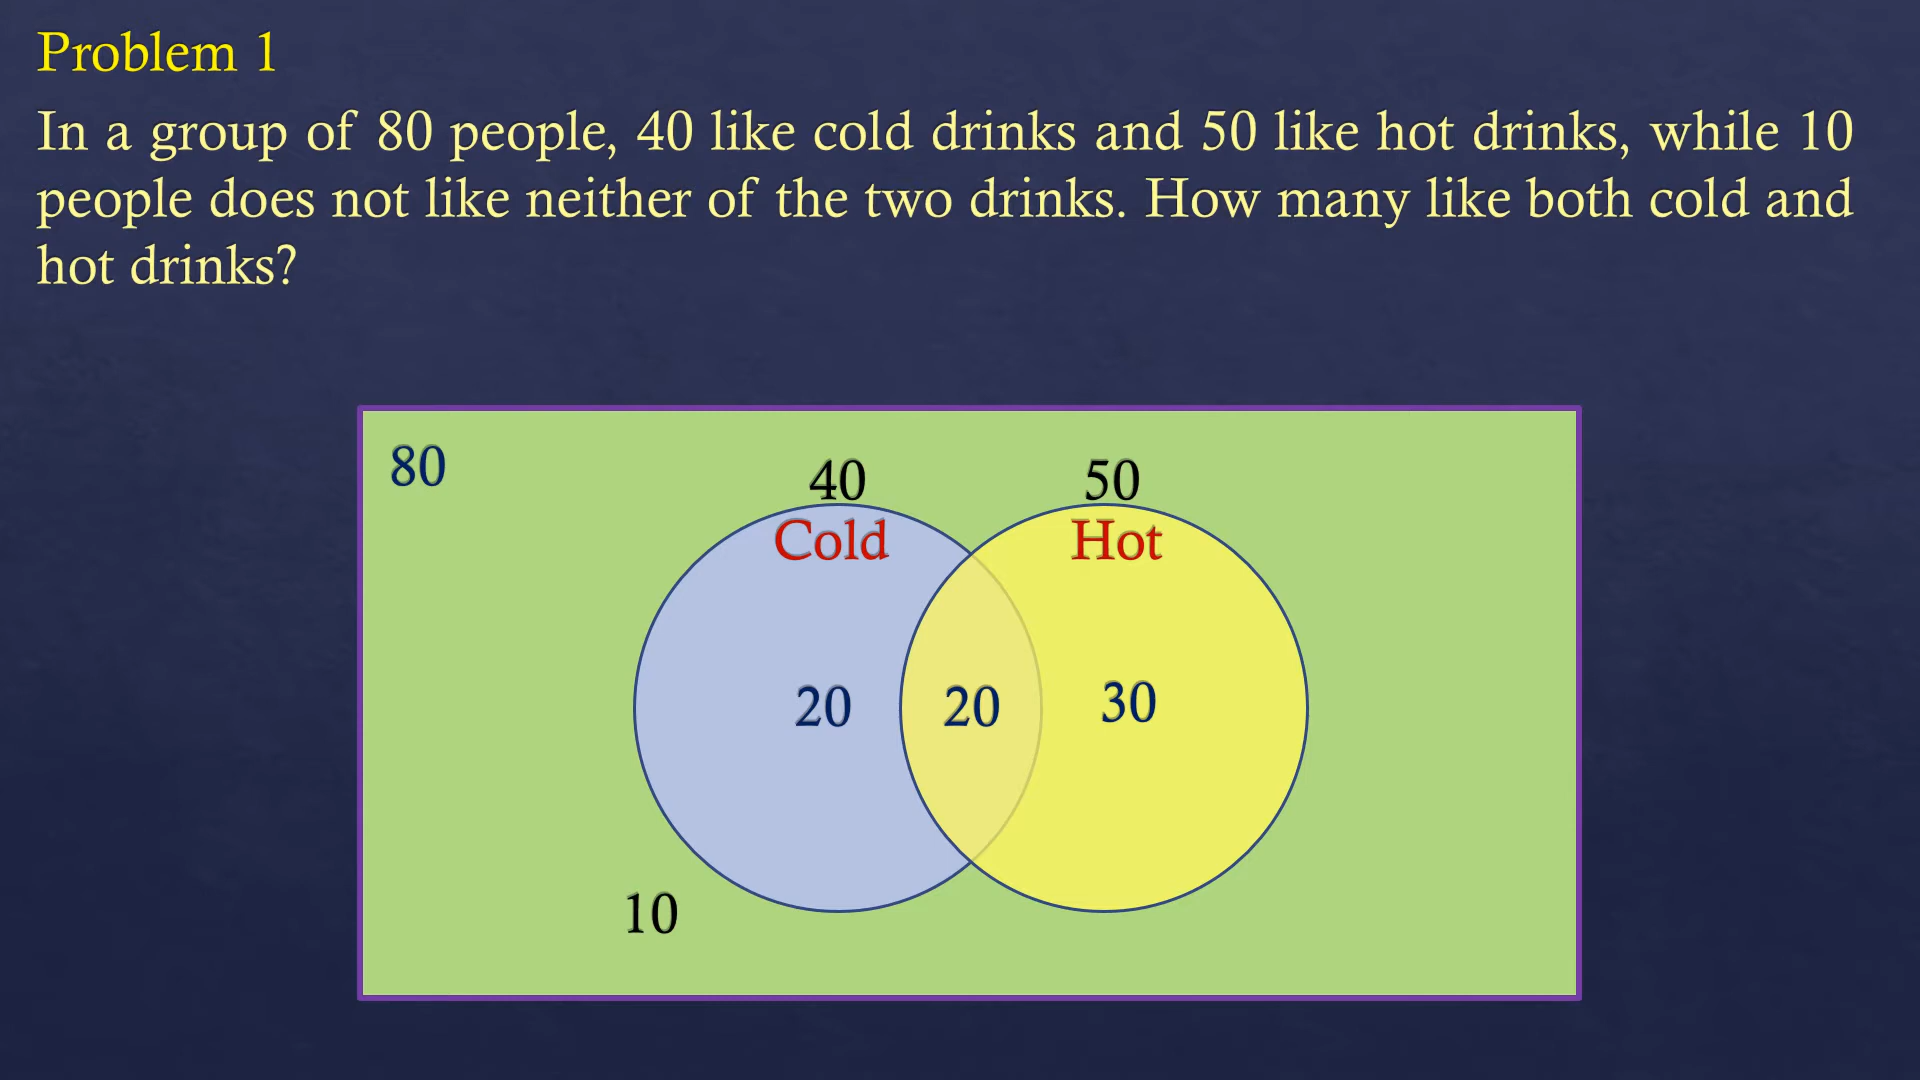 Problem 1
In a group of 80 people, 40 like cold drinks and 50 like hot drinks, while 10
people does not like neither of the two drinks. How many like both cold and
hot drinks?
80
40 50
Cold Hot
20 20 30
10